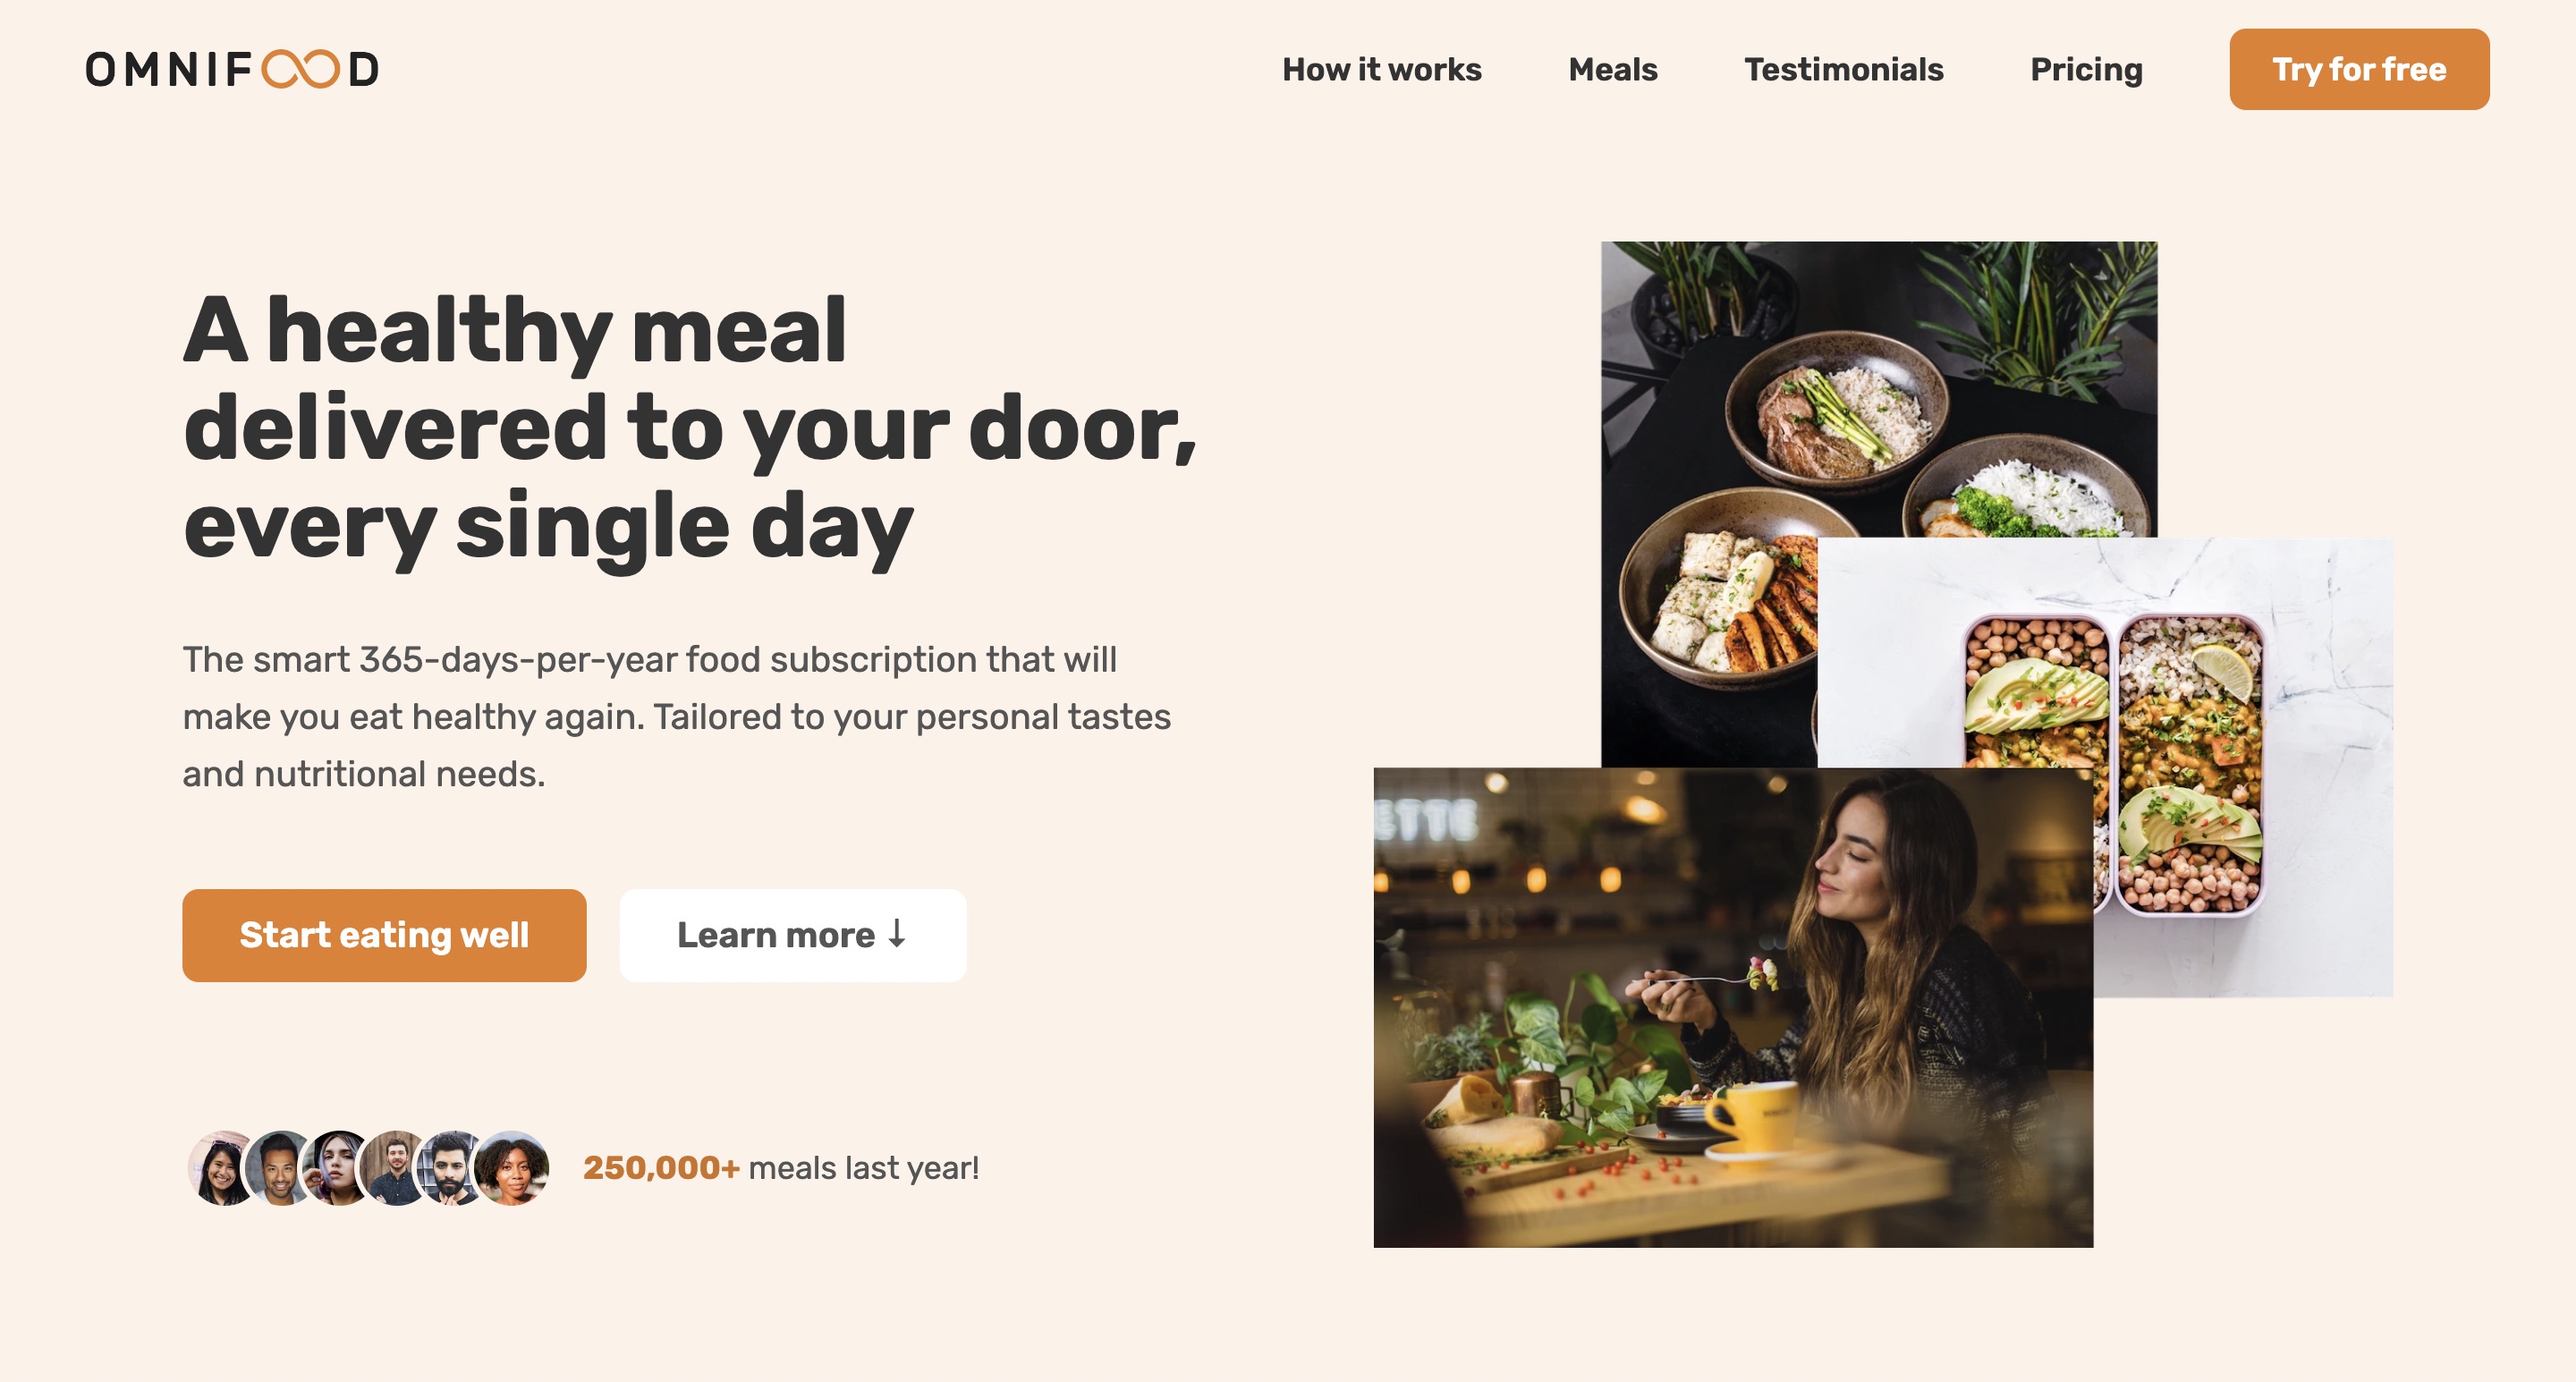 OMNIFOOD
How it works
Meals
Testimonials
Pricing
Try for free
A healthy meal
delivered to your door,
every single day
The smart 365-days-per-year food subscription that will
make you eat healthy again. Tailored to your personal tastes
and nutritional needs.
Start eating well
Learn more ↓
250,000+ meals last year!
ETTE